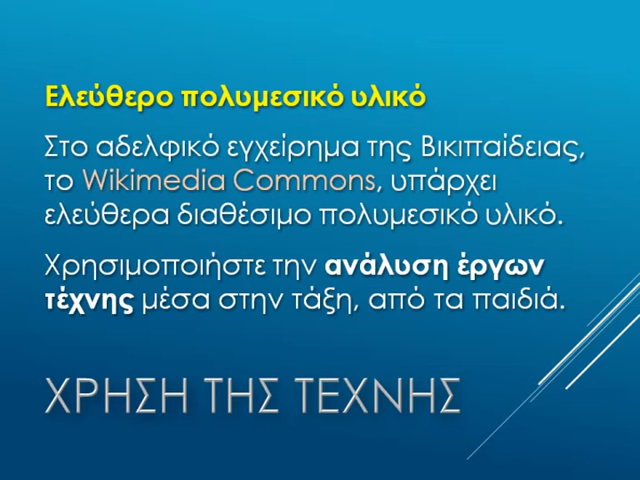 Ελεύθερο πολυμεσικό υλικό
Στο αδελφικό εγχείρημα της Βικιπαίδειας,
το Wikimedia Commons, υπάρχει
ελεύθερα διαθέσιμο πολυμεσικό υλικό.
Χρησιμοποιήστε την ανάλυση έργων
τέχνης μέσα στην τάξη, από τα παιδιά.
ΧΡΗΣΗ ΤΗΣ ΤΕΧΝΗΣ